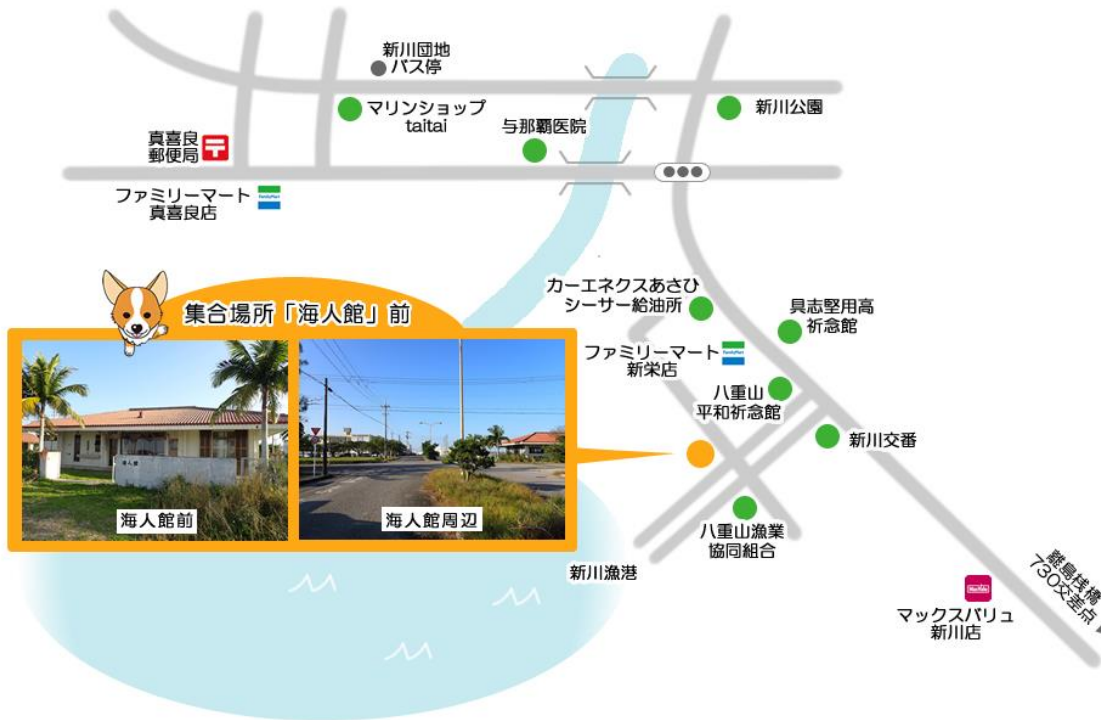 新川団地
バス停
マリンショップ
taitai
与那覇医院
新川公園
真喜良
郵便局
ファミリーマート
真喜良店
FamilyMart
カーエネクスあさひ
シーサー給油所
具志堅用高
祈念館
集合場所「海人館」前
ファミリーマート
新栄店
FamilyMart
八重山
平和祈念館
新川交番
海人館
海人館前
海人館周辺
八重山漁業
協同組合
新川漁港
離島桟橋
730交差点
MaxValu
マックスバリュ
新川店